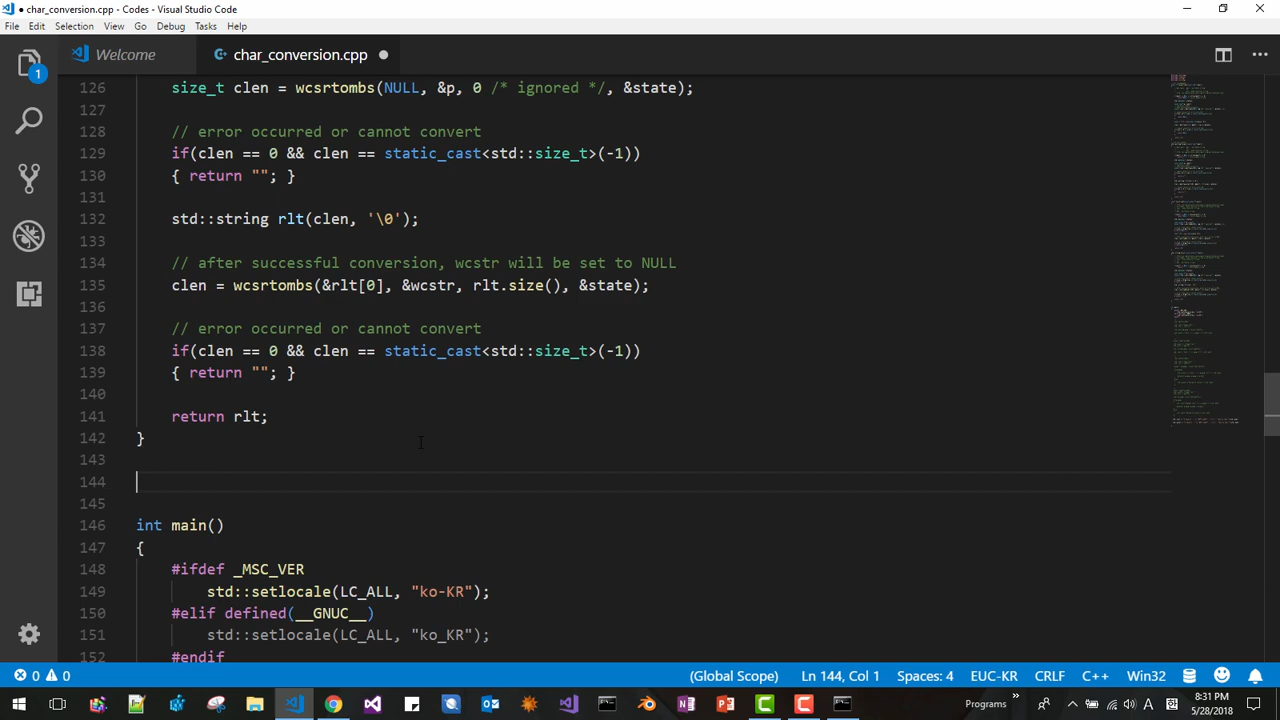 ● char_conversion.cpp - Codes - Visual Studio Code
File Edit Selection View Go Debug Tasks Help
1
Welcome
C++ char_conversion.cpp ●
126 size_t clen = wcsrtombs(NULL, &p, 0 /* ignored */, &state);
127
128 // error occurred or cannot convert
129 if(clen == 0 && clen == static_cast<std::size_t>(-1))
130 { return ""; }
131
132 std::string rlt(clen, '\0');
133
134 // after successful conversion, wcstr will be set to NULL
135 clen = wcsrtombs(&rlt[0], &wcstr, rlt.size(), &state);
136
137 // error occurred or cannot convert
138 if(clen == 0 && clen == static_cast<std::size_t>(-1))
139 { return ""; }
140
141 return rlt;
142 }
143
144
145
146 int main()
147 {
148 #ifdef _MSC_VER
149 std::setlocale(LC_ALL, "ko-KR");
150 #elif defined(__GNUC__)
151 std::setlocale(LC_ALL, "ko_KR");
152 #endif
0 0 (Global Scope) Ln 144, Col 1 Spaces: 4 EUC-KR CRLF C++ Win32
Programs » A 8:31 PM
5/28/2018